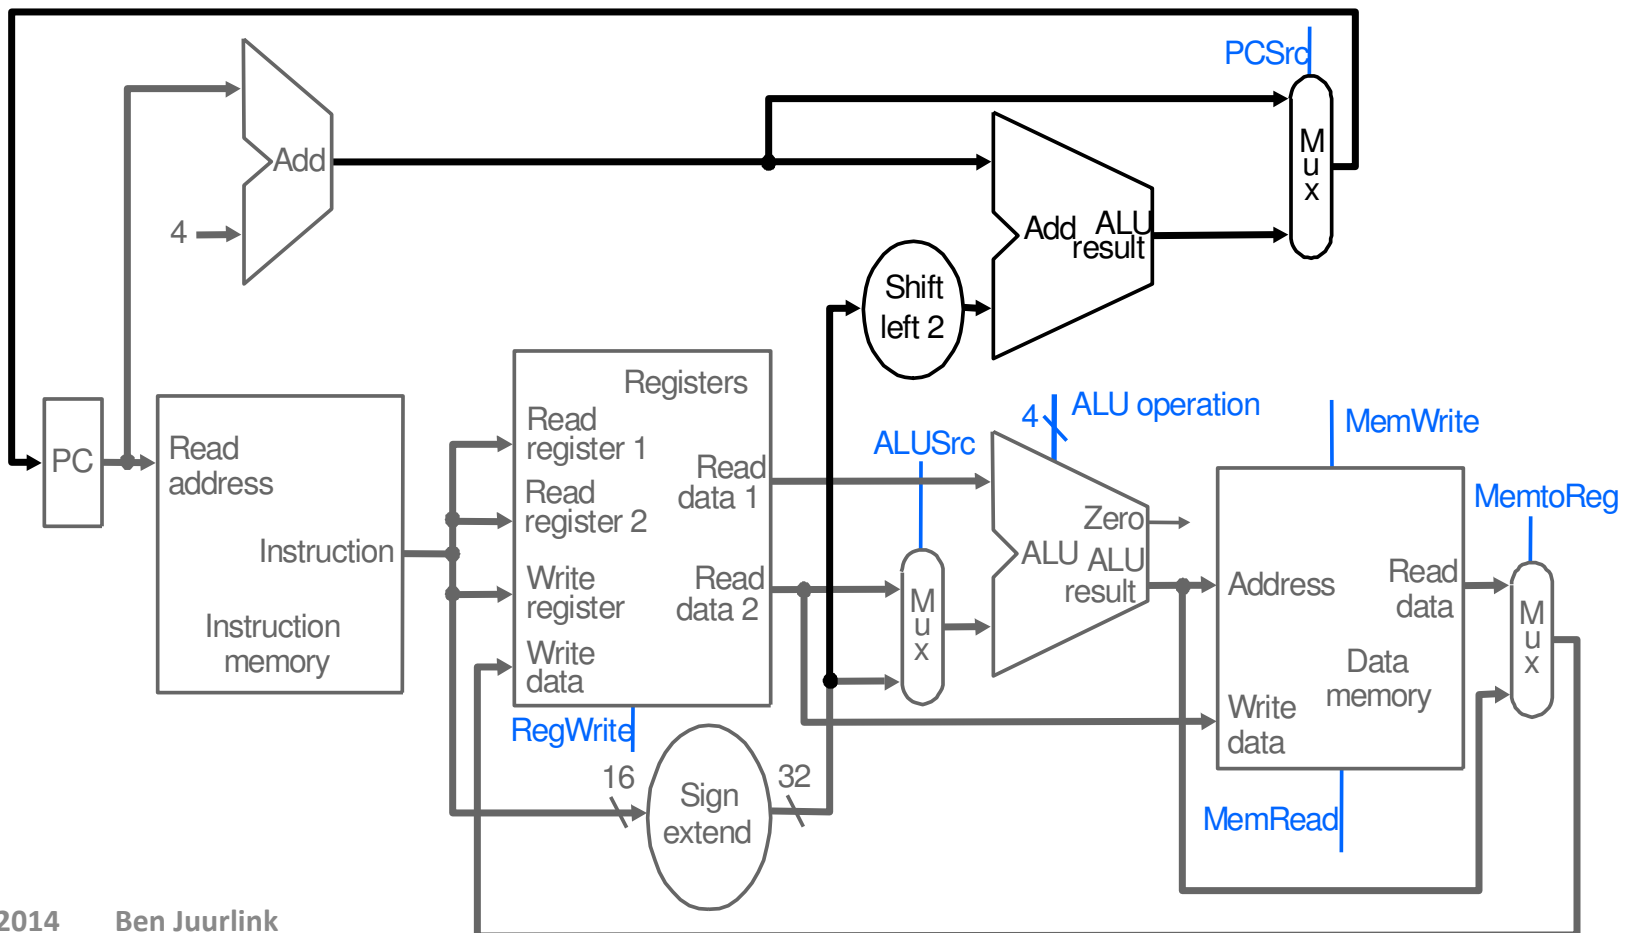 PCSrc
M
u
x
Add
4
Add ALU
result
Shift
left 2
Registers
Read
register 1
Read
register 2
Write
register
Write
data
Read
data 1
Read
data 2
RegWrite
PC
Read
address
Instruction
Instruction
memory
16
Sign
extend
32
ALUSrc
M
u
x
4
ALU operation
Zero
ALU ALU
result
MemWrite
Address
Read
data
Data
memory
Write
data
MemRead
MemtoReg
M
u
x
2014 Ben Juurlink